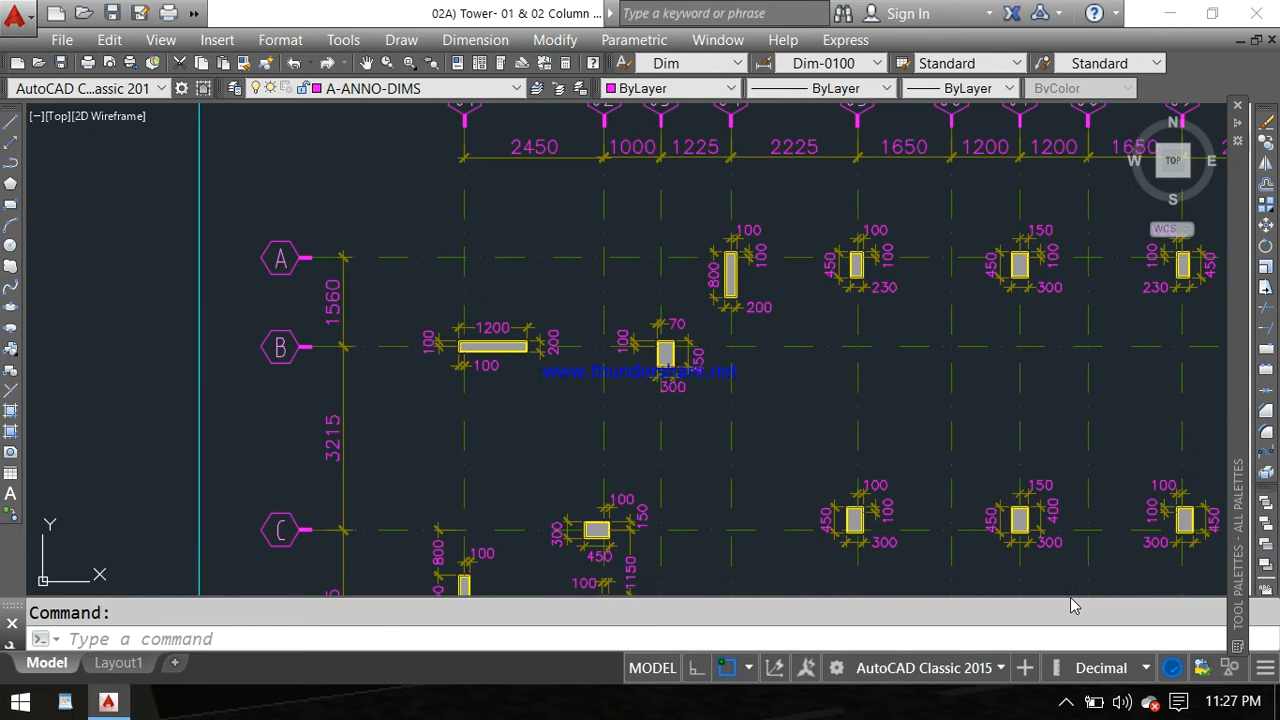 02A) Tower- 01 & 02 Column ...
Type a keyword or phrase
Sign In
File Edit View Insert Format Tools Draw Dimension Modify Parametric Window Help Express
Dim Dim-0100 Standard Standard
AutoCAD C...assic 201 A-ANNO-DIMS ByLayer ByLayer ByLayer ByColor
[−][Top][2D Wireframe]
N
W TOP E
S
WCS
2450 1000 1225 2225 1650 1200 1200 1650
100 100 150
A 800 100 450 100 450 100 100 450
200 230 300 230
1560
B 100 1200 200 100 70 450
100 300
www.thundershare.net
3215
100 100 150 100
C 300 150 450 100 450 400 100 450
450 300 300 300
800 100 100 1150
Y
X
TOOL PALETTES - ALL PALETTES
Command:
Type a command
Model Layout1
MODEL AutoCAD Classic 2015 Decimal
11:27 PM